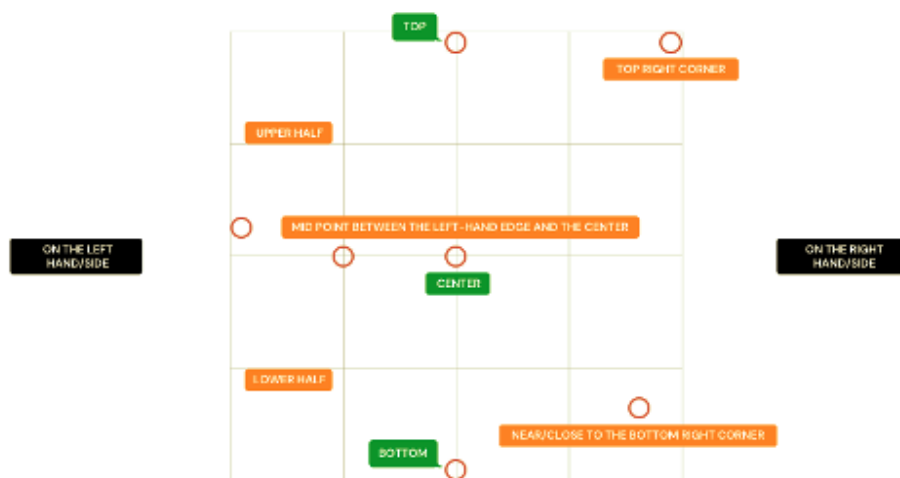 TOP
TOP RIGHT CORNER
UPPER HALF
MID POINT BETWEEN THE LEFT-HAND EDGE AND THE CENTER
ON THE LEFT
HAND/SIDE
ON THE RIGHT
HAND/SIDE
CENTER
LOWER HALF
NEAR/CLOSE TO THE BOTTOM RIGHT CORNER
BOTTOM